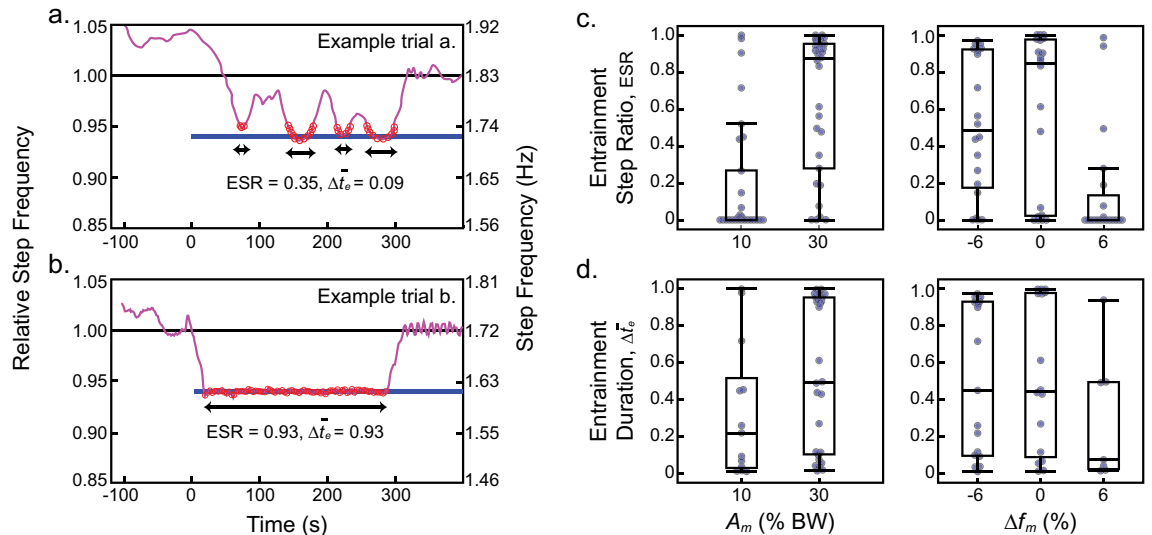 a.
Example trial a.
1.05
1.00
0.95
0.90
0.85
1.92
1.83
1.74
1.65
1.56
-100 0 100 200 300
ESR = 0.35, Δt̄ₑ = 0.09
b.
Example trial b.
1.05
1.00
0.95
0.90
0.85
1.81
1.72
1.63
1.55
1.46
-100 0 100 200 300
ESR = 0.93, Δt̄ₑ = 0.93
Relative Step Frequency
Step Frequency (Hz)
Time (s)
c.
Entrainment
Step Ratio, ESR
1.0
0.8
0.6
0.4
0.2
0
10 30
1.0
0.8
0.6
0.4
0.2
0
-6 0 6
d.
Entrainment
Duration, Δt̄ₑ
1.0
0.8
0.6
0.4
0.2
0
10 30
Aₘ (% BW)
1.0
0.8
0.6
0.4
0.2
0
-6 0 6
Δfₘ (%)